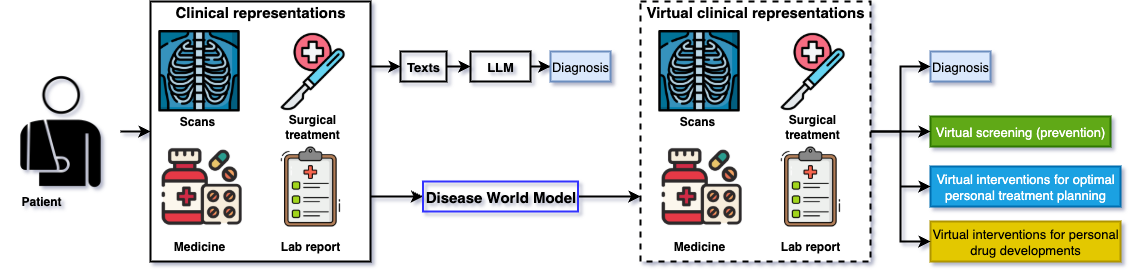 Clinical representations
Scans
Surgical
treatment
Medicine
Lab report
Patient
Texts
LLM
Diagnosis
Disease World Model
Virtual clinical representations
Scans
Surgical
treatment
Medicine
Lab report
Diagnosis
Virtual screening (prevention)
Virtual interventions for optimal
personal treatment planning
Virtual interventions for personal
drug developments